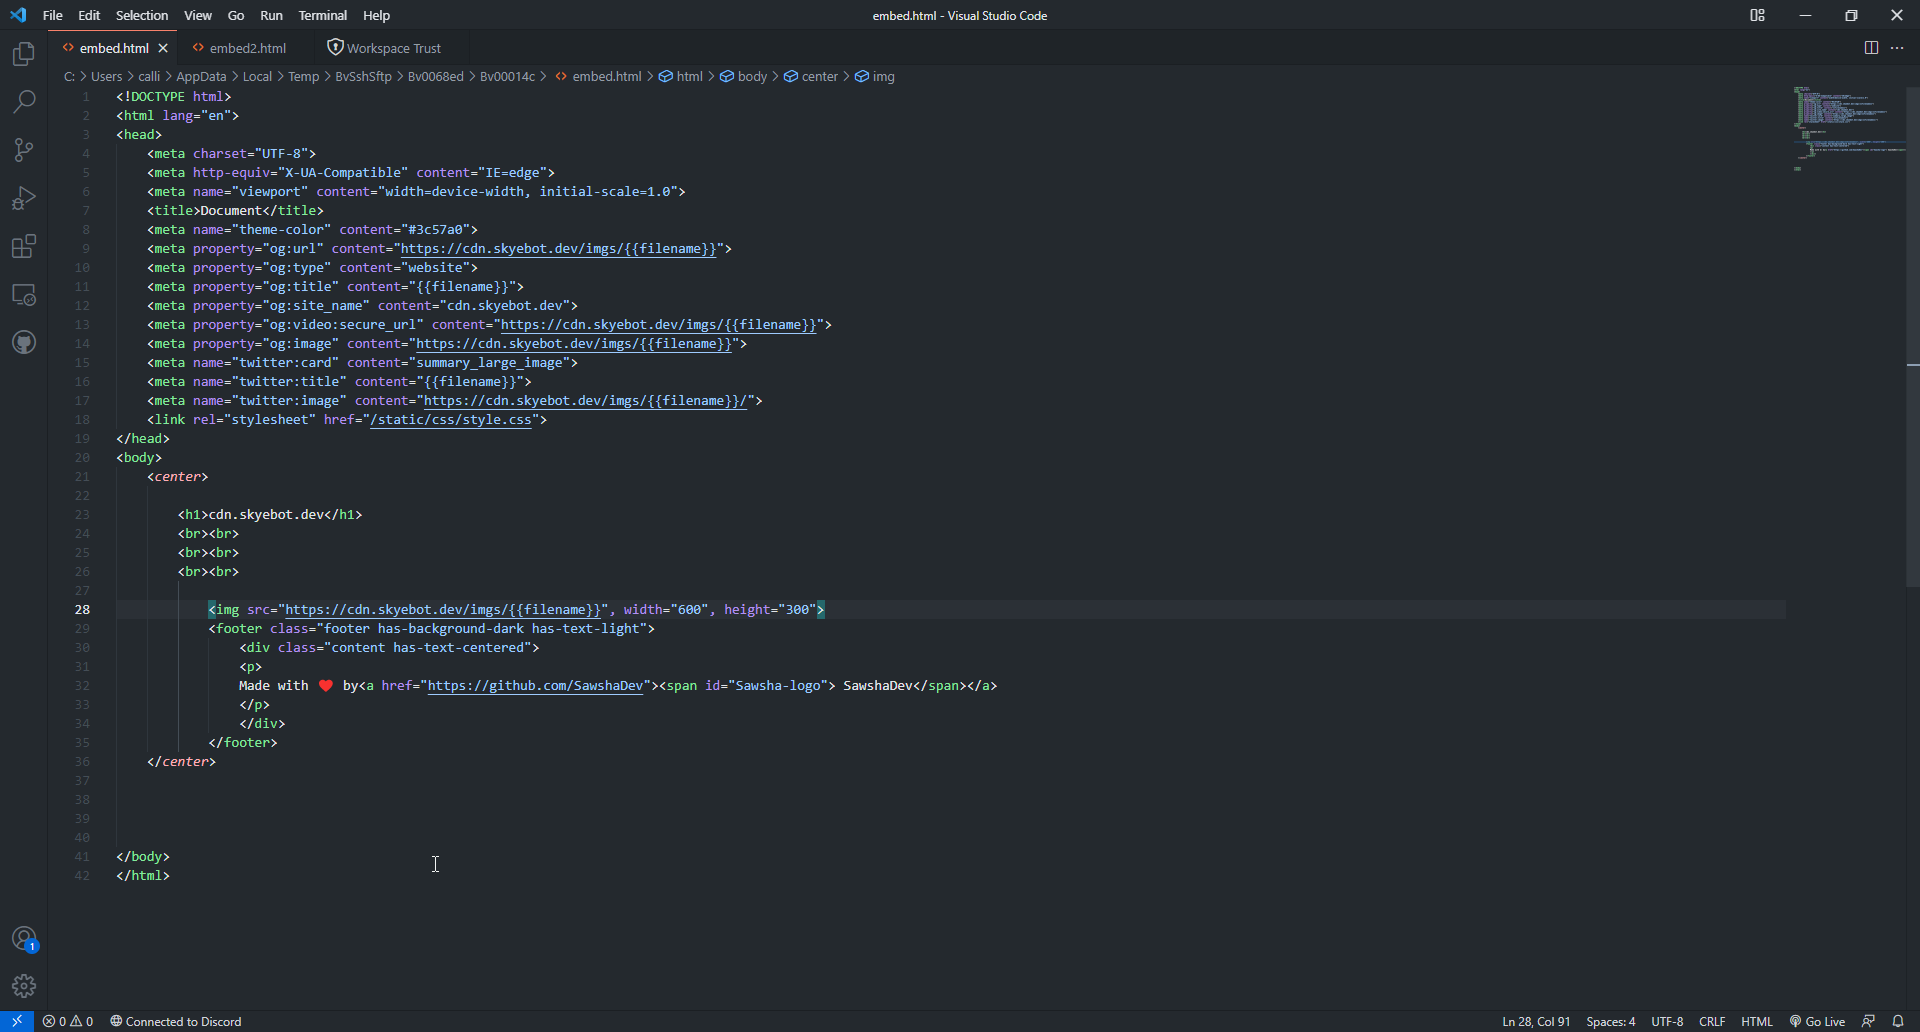 File Edit Selection View Go Run Terminal Help
embed.html - Visual Studio Code
embed.html embed2.html Workspace Trust
C: > Users > calli > AppData > Local > Temp > BvSshSftp > Bv0068ed > Bv00014c > embed.html > html > body > center > img
1 <!DOCTYPE html>
2 <html lang="en">
3 <head>
4 <meta charset="UTF-8">
5 <meta http-equiv="X-UA-Compatible" content="IE=edge">
6 <meta name="viewport" content="width=device-width, initial-scale=1.0">
7 <title>Document</title>
8 <meta name="theme-color" content="#3c57a0">
9 <meta property="og:url" content="https://cdn.skyebot.dev/imgs/{{filename}}">
10 <meta property="og:type" content="website">
11 <meta property="og:title" content="{{filename}}">
12 <meta property="og:site_name" content="cdn.skyebot.dev">
13 <meta property="og:video:secure_url" content="https://cdn.skyebot.dev/imgs/{{filename}}">
14 <meta property="og:image" content="https://cdn.skyebot.dev/imgs/{{filename}}">
15 <meta name="twitter:card" content="summary_large_image">
16 <meta name="twitter:title" content="{{filename}}">
17 <meta name="twitter:image" content="https://cdn.skyebot.dev/imgs/{{filename}}/">
18 <link rel="stylesheet" href="/static/css/style.css">
19 </head>
20 <body>
21 <center>
22
23 <h1>cdn.skyebot.dev</h1>
24 <br><br>
25 <br><br>
26 <br><br>
27
28 <img src="https://cdn.skyebot.dev/imgs/{{filename}}", width="600", height="300">
29 <footer class="footer has-background-dark has-text-light">
30 <div class="content has-text-centered">
31 <p>
32 Made with ❤️ by<a href="https://github.com/SawshaDev"><span id="Sawsha-logo"> SawshaDev</span></a>
33 </p>
34 </div>
35 </footer>
36 </center>
37
38
39
40
41 </body>
42 </html>
1
0 0 Connected to Discord
Ln 28, Col 91 Spaces: 4 UTF-8 CRLF HTML Go Live